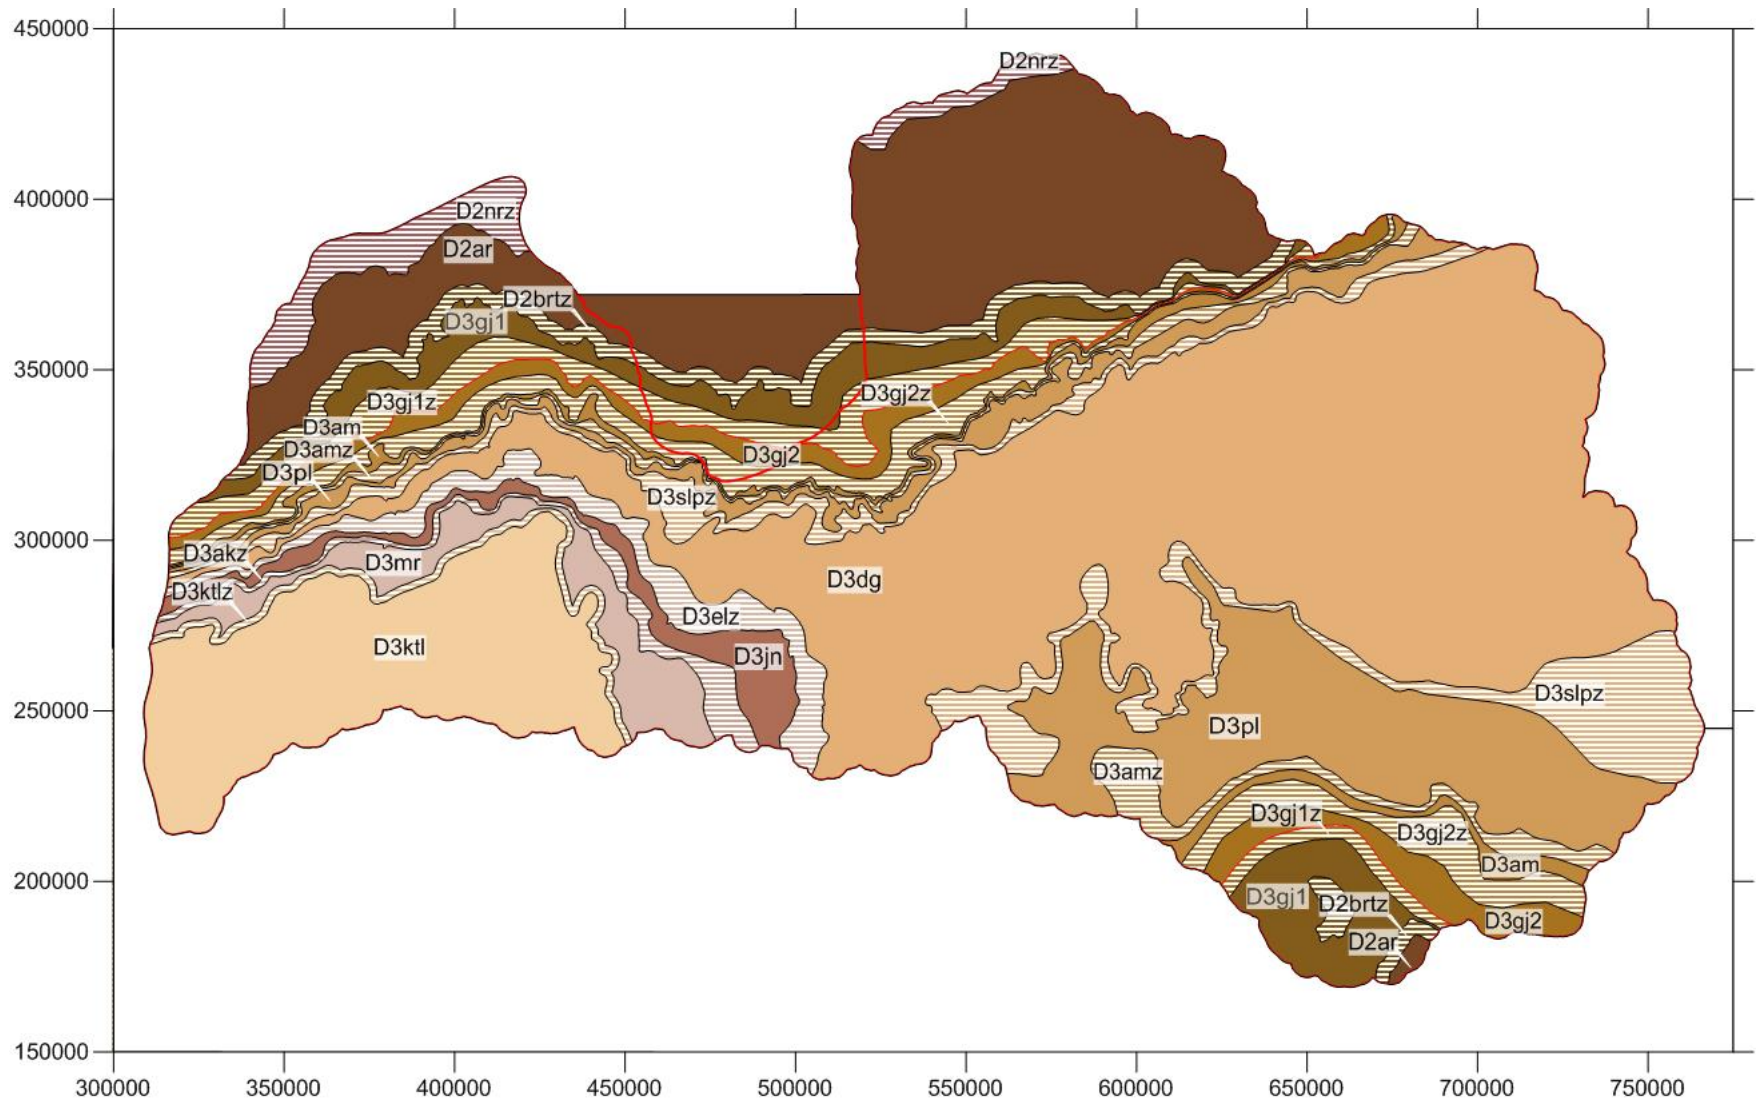 450000
D2nrz
400000
D2nrz
D2ar
D2brtz
D3gj1
350000
D3gj1z
D3gj2z
D3am
D3amz
D3gj2
D3pl
D3slpz
300000
D3akz
D3mr
D3dg
D3ktlz
D3elz
D3ktl
D3jn
250000
D3slpz
D3pl
D3amz
D3gj1z
D3gj2z
D3am
200000
D3gj1
D2brtz
D3gj2
D2ar
150000
300000 350000 400000 450000 500000 550000 600000 650000 700000 750000